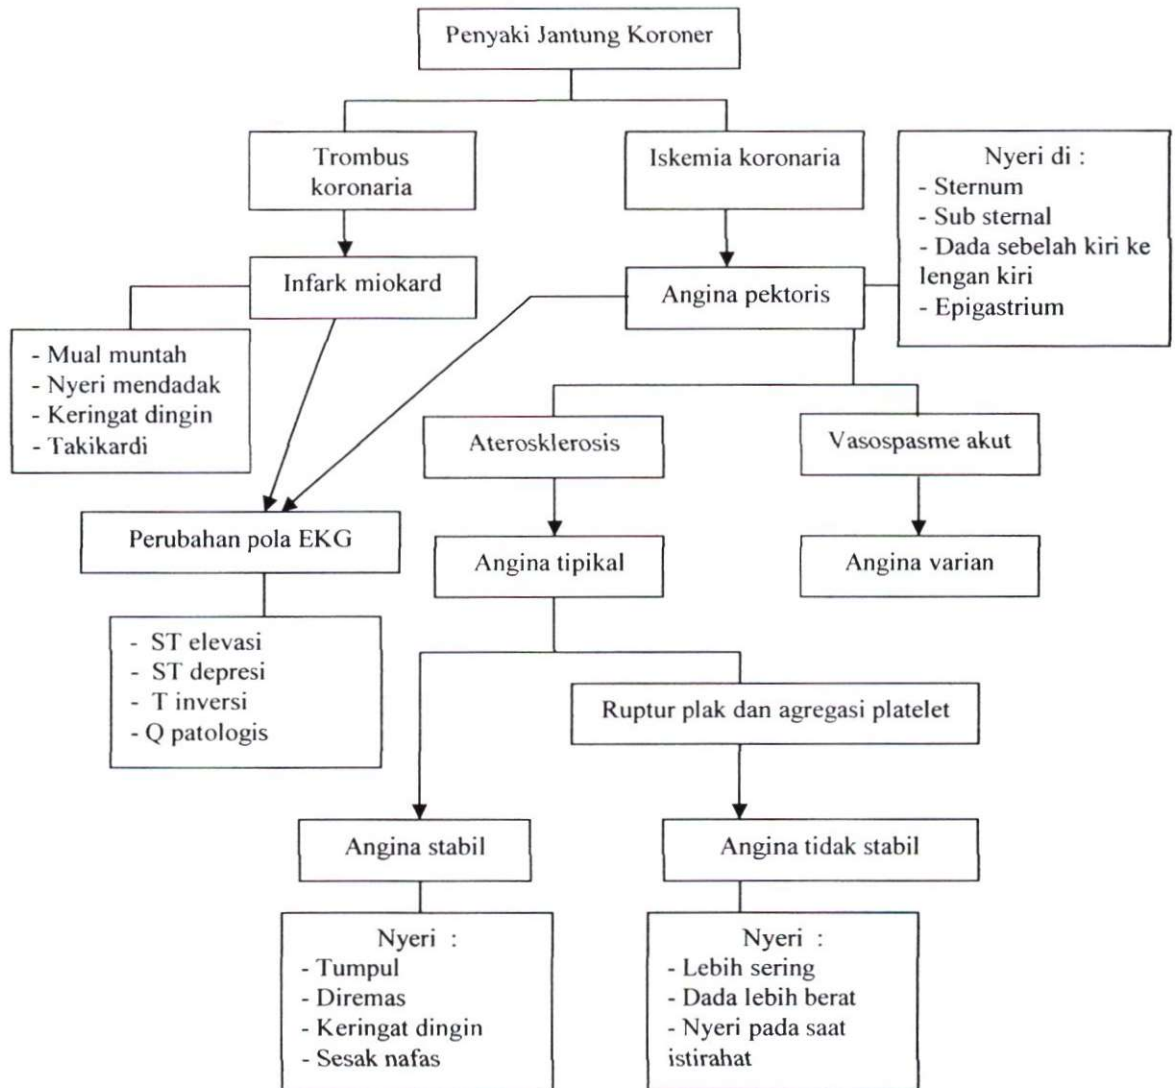 Penyaki Jantung Koroner
Trombus
koronaria
Iskemia koronaria
Nyeri di :
- Sternum
- Sub sternal
- Dada sebelah kiri ke
lengan kiri
- Epigastrium
Infark miokard
Angina pektoris
- Mual muntah
- Nyeri mendadak
- Keringat dingin
- Takikardi
Aterosklerosis
Vasospasme akut
Perubahan pola EKG
Angina tipikal
Angina varian
- ST elevasi
- ST depresi
- T inversi
- Q patologis
Ruptur plak dan agregasi platelet
Angina stabil
Angina tidak stabil
Nyeri :
- Tumpul
- Diremas
- Keringat dingin
- Sesak nafas
Nyeri :
- Lebih sering
- Dada lebih berat
- Nyeri pada saat
istirahat